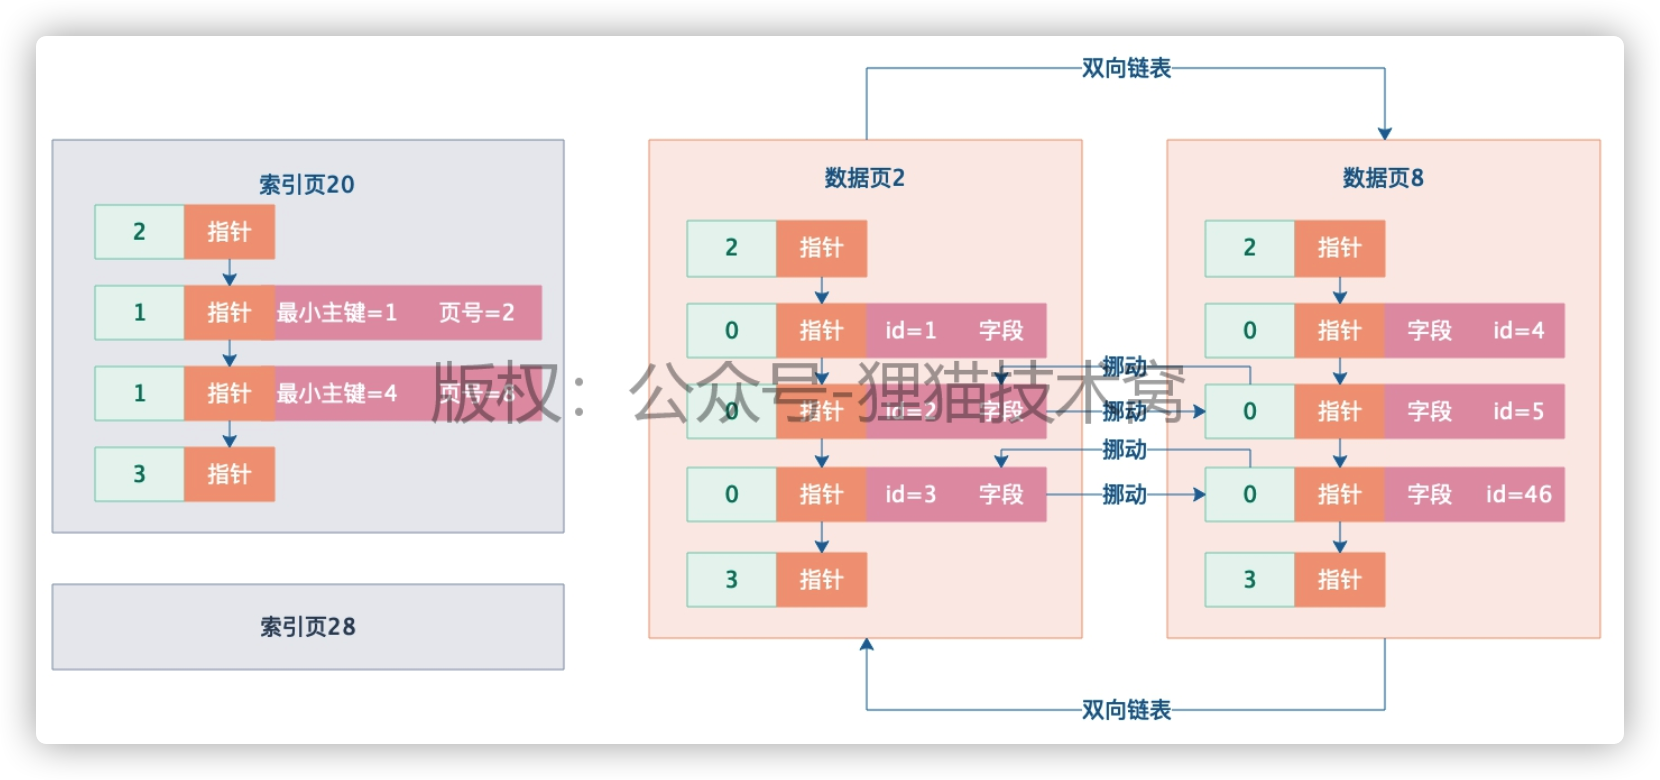 双向链表
索引页20
2 指针
1 指针 最小主键=1 页号=2
1 指针 最小主键=4 页号=8
3 指针
索引页28
数据页2
2 指针
0 指针 id=1 字段
0 指针 id=2 字段
0 指针 id=3 字段
3 指针
挪动
挪动
挪动
挪动
数据页8
2 指针
0 指针 字段 id=4
0 指针 字段 id=5
0 指针 字段 id=46
3 指针
双向链表
版权：公众号-狸猫技术窝